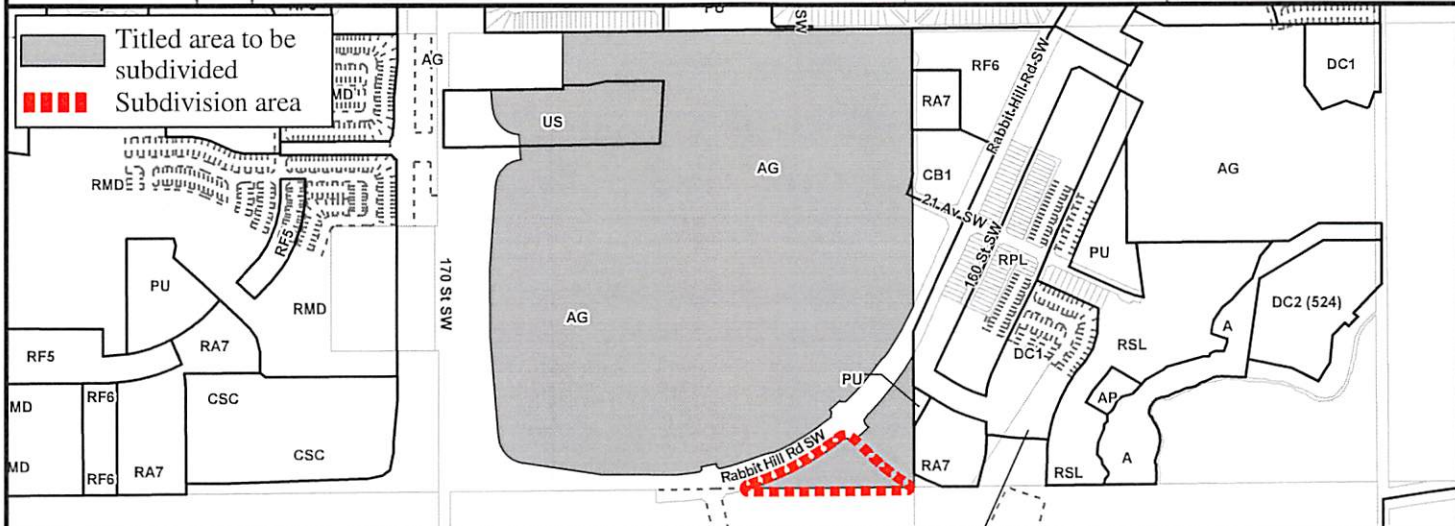 PU
SW
Titled area to be
subdivided
Subdivision area
AG
MD
RF6
DC1
RA7
US
Rabbit Hill Rd SW
AG
AG
RMD
CB1
21 Av SW
RF5
PU
RPL
160 St SW
PU
170 St SW
RMD
AG
DC2 (524)
A
RSL
DC1
RA7
RF5
PU
CSC
RF6
MD
AP
Rabbit Hill Rd SW
CSC
RA7
A
MD
RF6
RA7
RSL